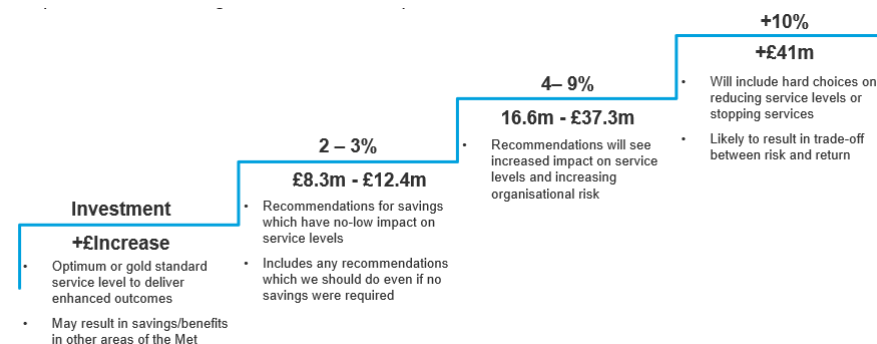 +10%
+£41m
• Will include hard choices on
reducing service levels or
stopping services
• Likely to result in trade-off
between risk and return
4– 9%
16.6m - £37.3m
• Recommendations will see
increased impact on service
levels and increasing
organisational risk
2 – 3%
£8.3m - £12.4m
• Recommendations for savings
which have no-low impact on
service levels
• Includes any recommendations
which we should do even if no
savings were required
Investment
+£Increase
• Optimum or gold standard
service level to deliver
enhanced outcomes
• May result in savings/benefits
in other areas of the Met